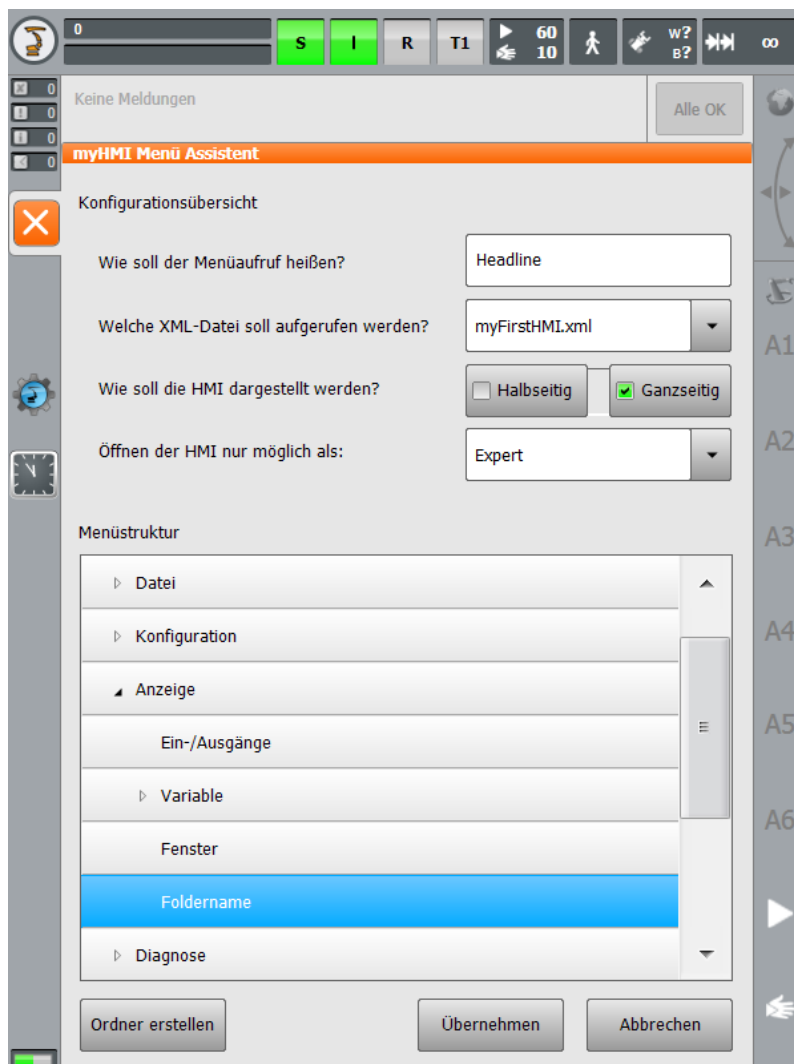 0
S I R T1 60 10 W? B? ∞
0
0
0
0
Keine Meldungen
Alle OK
myHMI Menü Assistent
Konfigurationsübersicht
Wie soll der Menüaufruf heißen? Headline
Welche XML-Datei soll aufgerufen werden? myFirstHMI.xml
Wie soll die HMI dargestellt werden? Halbseitig Ganzseitig
Öffnen der HMI nur möglich als: Expert
Menüstruktur
Datei
Konfiguration
Anzeige
Ein-/Ausgänge
Variable
Fenster
Foldername
Diagnose
Ordner erstellen Übernehmen Abbrechen
A1
A2
A3
A4
A5
A6